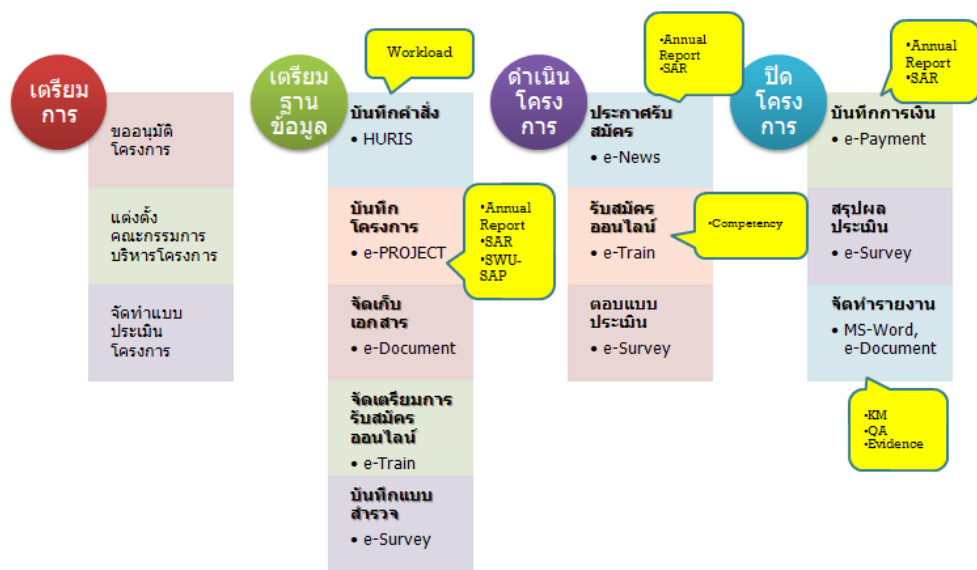 เตรียม
การ
ขออนุมัติ
โครงการ
แต่งตั้ง
คณะกรรมการ
บริหารโครงการ
จัดทำแบบ
ประเมิน
โครงการ
เตรียม
ฐาน
ข้อมูล
Workload
บันทึกคำสั่ง
• HURIS
บันทึก
โครงการ
• e-PROJECT
•Annual
Report
•SAR
•SWU-
SAP
จัดเก็บ
เอกสาร
• e-Document
จัดเตรียมการ
รับสมัคร
ออนไลน์
• e-Train
บันทึกแบบ
สำรวจ
• e-Survey
ดำเนิน
โครง
การ
•Annual
Report
•SAR
ประกาศรับ
สมัคร
• e-News
รับสมัคร
ออนไลน์
• e-Train
•Competency
ตอบแบบ
ประเมิน
• e-Survey
ปิด
โครง
การ
•Annual
Report
•SAR
บันทึกการเงิน
• e-Payment
สรุปผล
ประเมิน
• e-Survey
จัดทำรายงาน
• MS-Word,
e-Document
•KM
•QA
•Evidence